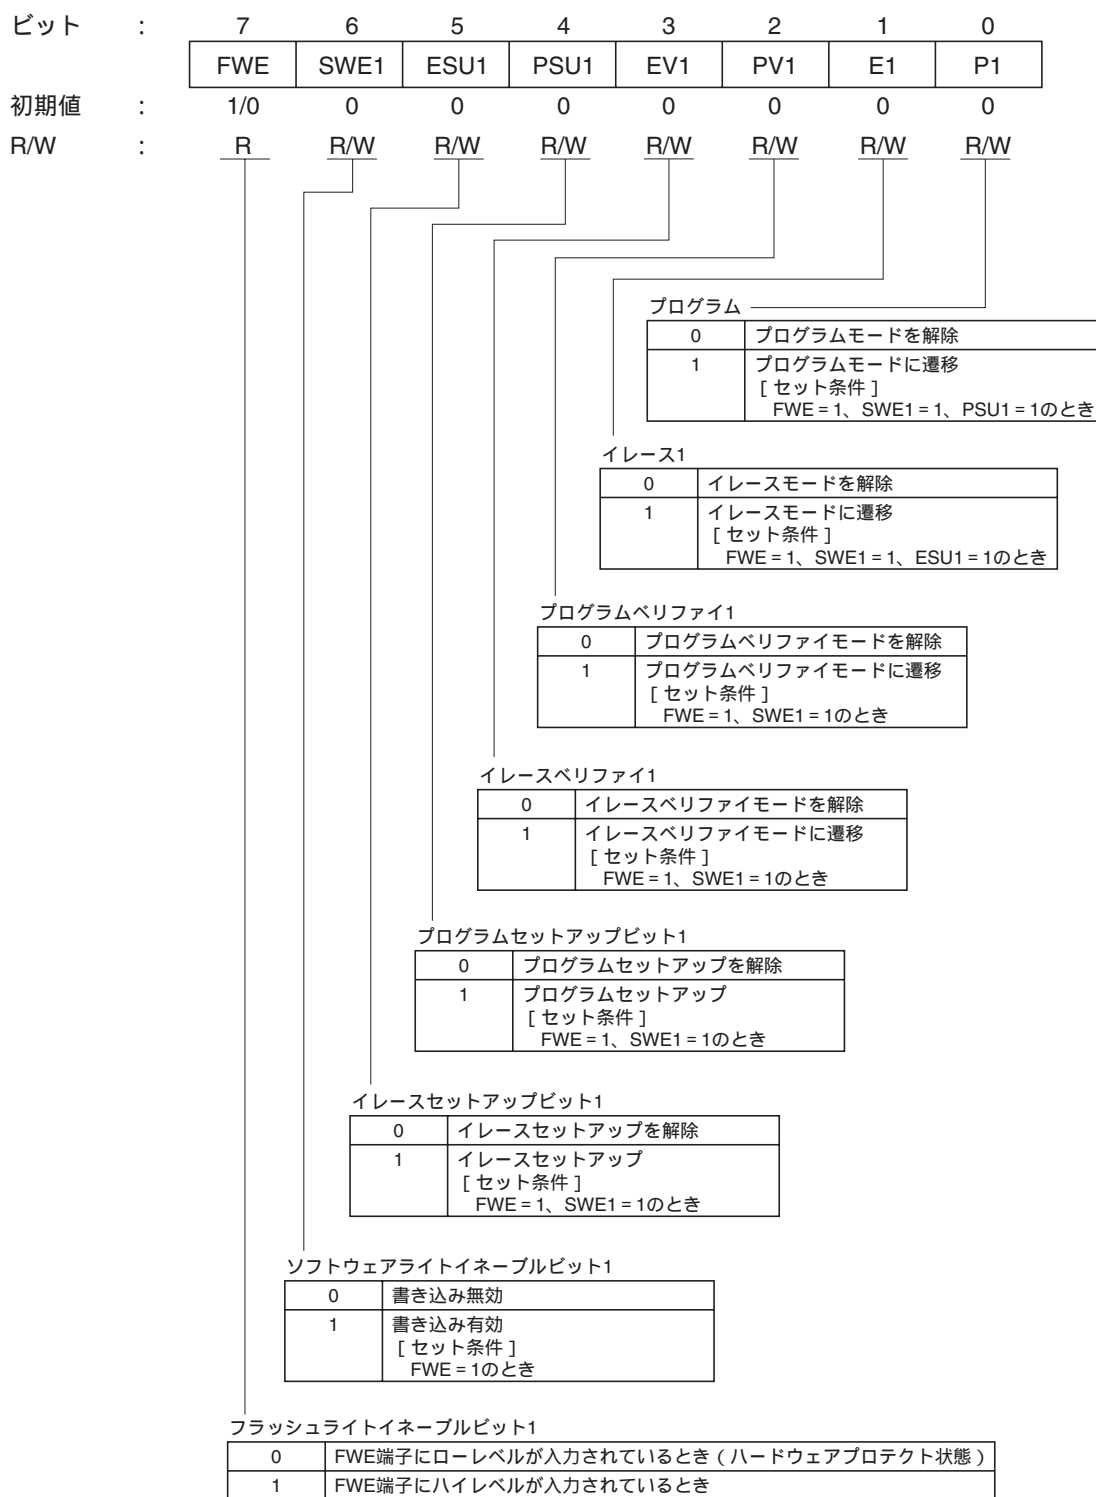 ビット : 7 6 5 4 3 2 1 0
FWE SWE1 ESU1 PSU1 EV1 PV1 E1 P1
初期値 : 1/0 0 0 0 0 0 0 0
R/W : R R/W R/W R/W R/W R/W R/W R/W
プログラム
0 プログラムモードを解除
1 プログラムモードに遷移
［セット条件］
FWE = 1、SWE1 = 1、PSU1 = 1のとき
イレース1
0 イレースモードを解除
1 イレースモードに遷移
［セット条件］
FWE = 1、SWE1 = 1、ESU1 = 1のとき
プログラムベリファイ1
0 プログラムベリファイモードを解除
1 プログラムベリファイモードに遷移
［セット条件］
FWE = 1、SWE1 = 1のとき
イレースベリファイ1
0 イレースベリファイモードを解除
1 イレースベリファイモードに遷移
［セット条件］
FWE = 1、SWE1 = 1のとき
プログラムセットアップビット1
0 プログラムセットアップを解除
1 プログラムセットアップ
［セット条件］
FWE = 1、SWE1 = 1のとき
イレースセットアップビット1
0 イレースセットアップを解除
1 イレースセットアップ
［セット条件］
FWE = 1、SWE1 = 1のとき
ソフトウェアライトイネーブルビット1
0 書き込み無効
1 書き込み有効
［セット条件］
FWE = 1のとき
フラッシュライトイネーブルビット1
0 FWE端子にローレベルが入力されているとき（ハードウェアプロテクト状態）
1 FWE端子にハイレベルが入力されているとき